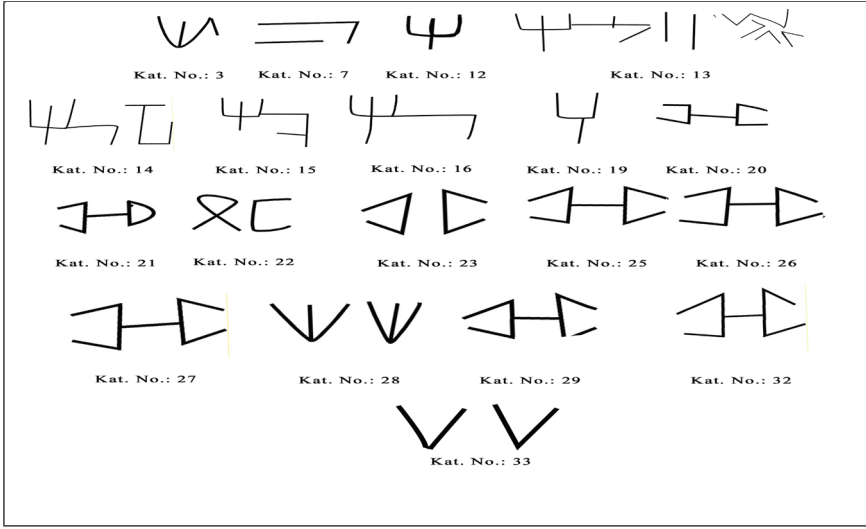 Kat. No.: 3 Kat. No.: 7 Kat. No.: 12 Kat. No.: 13
Kat. No.: 14 Kat. No.: 15 Kat. No.: 16 Kat. No.: 19 Kat. No.: 20
Kat. No.: 21 Kat. No.: 22 Kat. No.: 23 Kat. No.: 25 Kat. No.: 26
Kat. No.: 27 Kat. No.: 28 Kat. No.: 29 Kat. No.: 32
Kat. No.: 33